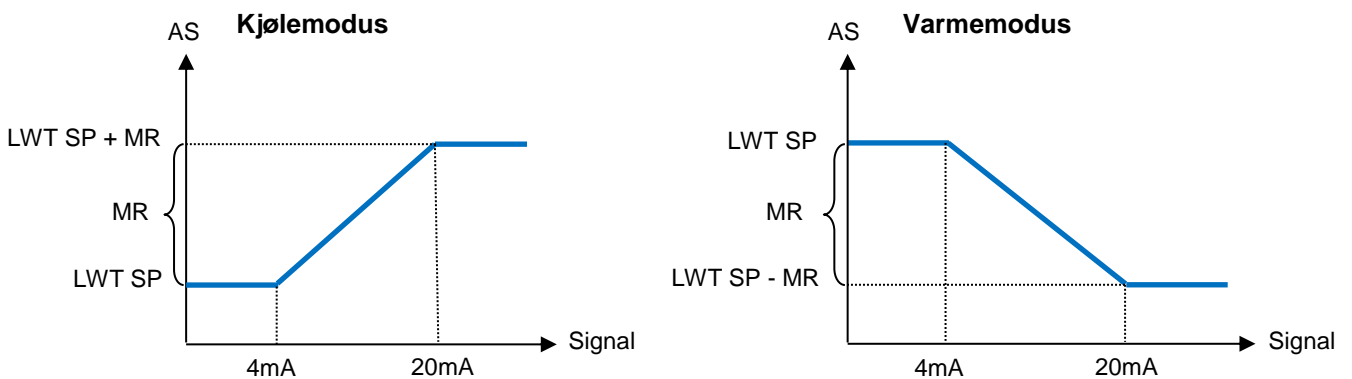 Kjølemodus
AS
LWT SP + MR
MR
LWT SP
Signal
4mA
20mA
Varmemodus
AS
LWT SP
MR
LWT SP - MR
Signal
4mA
20mA